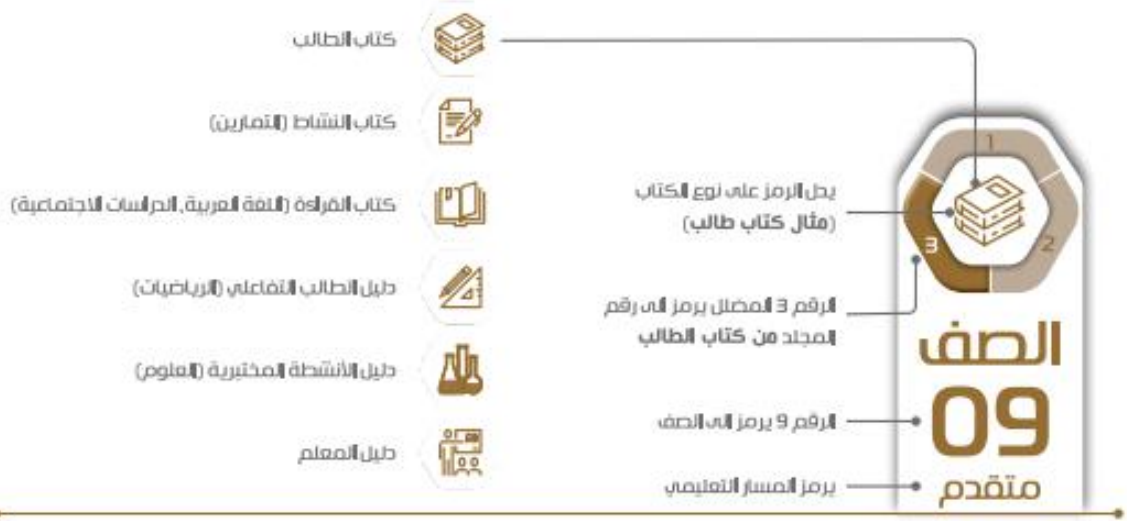 كتاب الطالب
كتاب النشاط (التمارين)
كتاب القراءة (اللغة العربية، الدراسات الاجتماعية)
دليل الطالب التفاعلي (الرياضيات)
دليل الأنشطة المختبرية (العلوم)
دليل المعلم
يدل الرمز على نوع الكتاب
(مثال كتاب طالب)
الرقم 3 المضلل يرمز الى رقم
المجلد من كتاب الطالب
الرقم 9 يرمز الى الصف
يرمز المسار التعليمي
1
2
3
الصف
09
متقدم